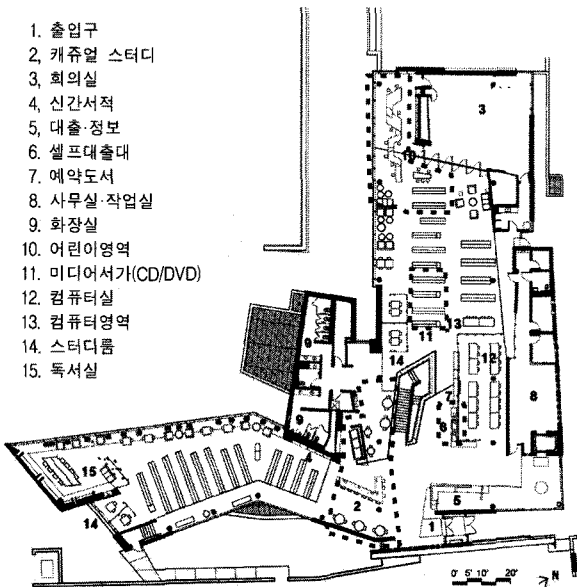 1. 출입구
2, 캐쥬얼 스터디
3, 회의실
4, 신간서적
5, 대출·정보
6. 셀프대출대
7. 예약도서
8. 사무실·작업실
9. 화장실
10. 어린이영역
11. 미디어서가(CD/DVD)
12. 컴퓨터실
13. 컴퓨터영역
14. 스터디룸
15. 독서실
3
10
11
13
12
14
9
7
6
8
9
4
15
14
2
5
1
0' 5' 10' 20' N